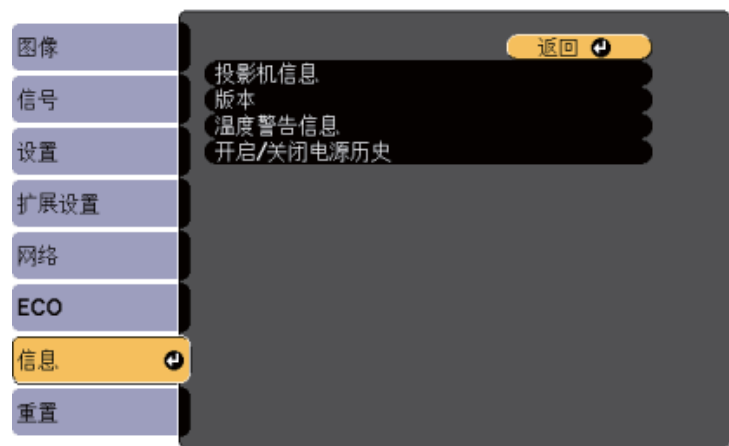 图像
信号
设置
扩展设置
网络
ECO
信息
重置
返回
投影机信息
版本
温度警告信息
开启/关闭电源历史